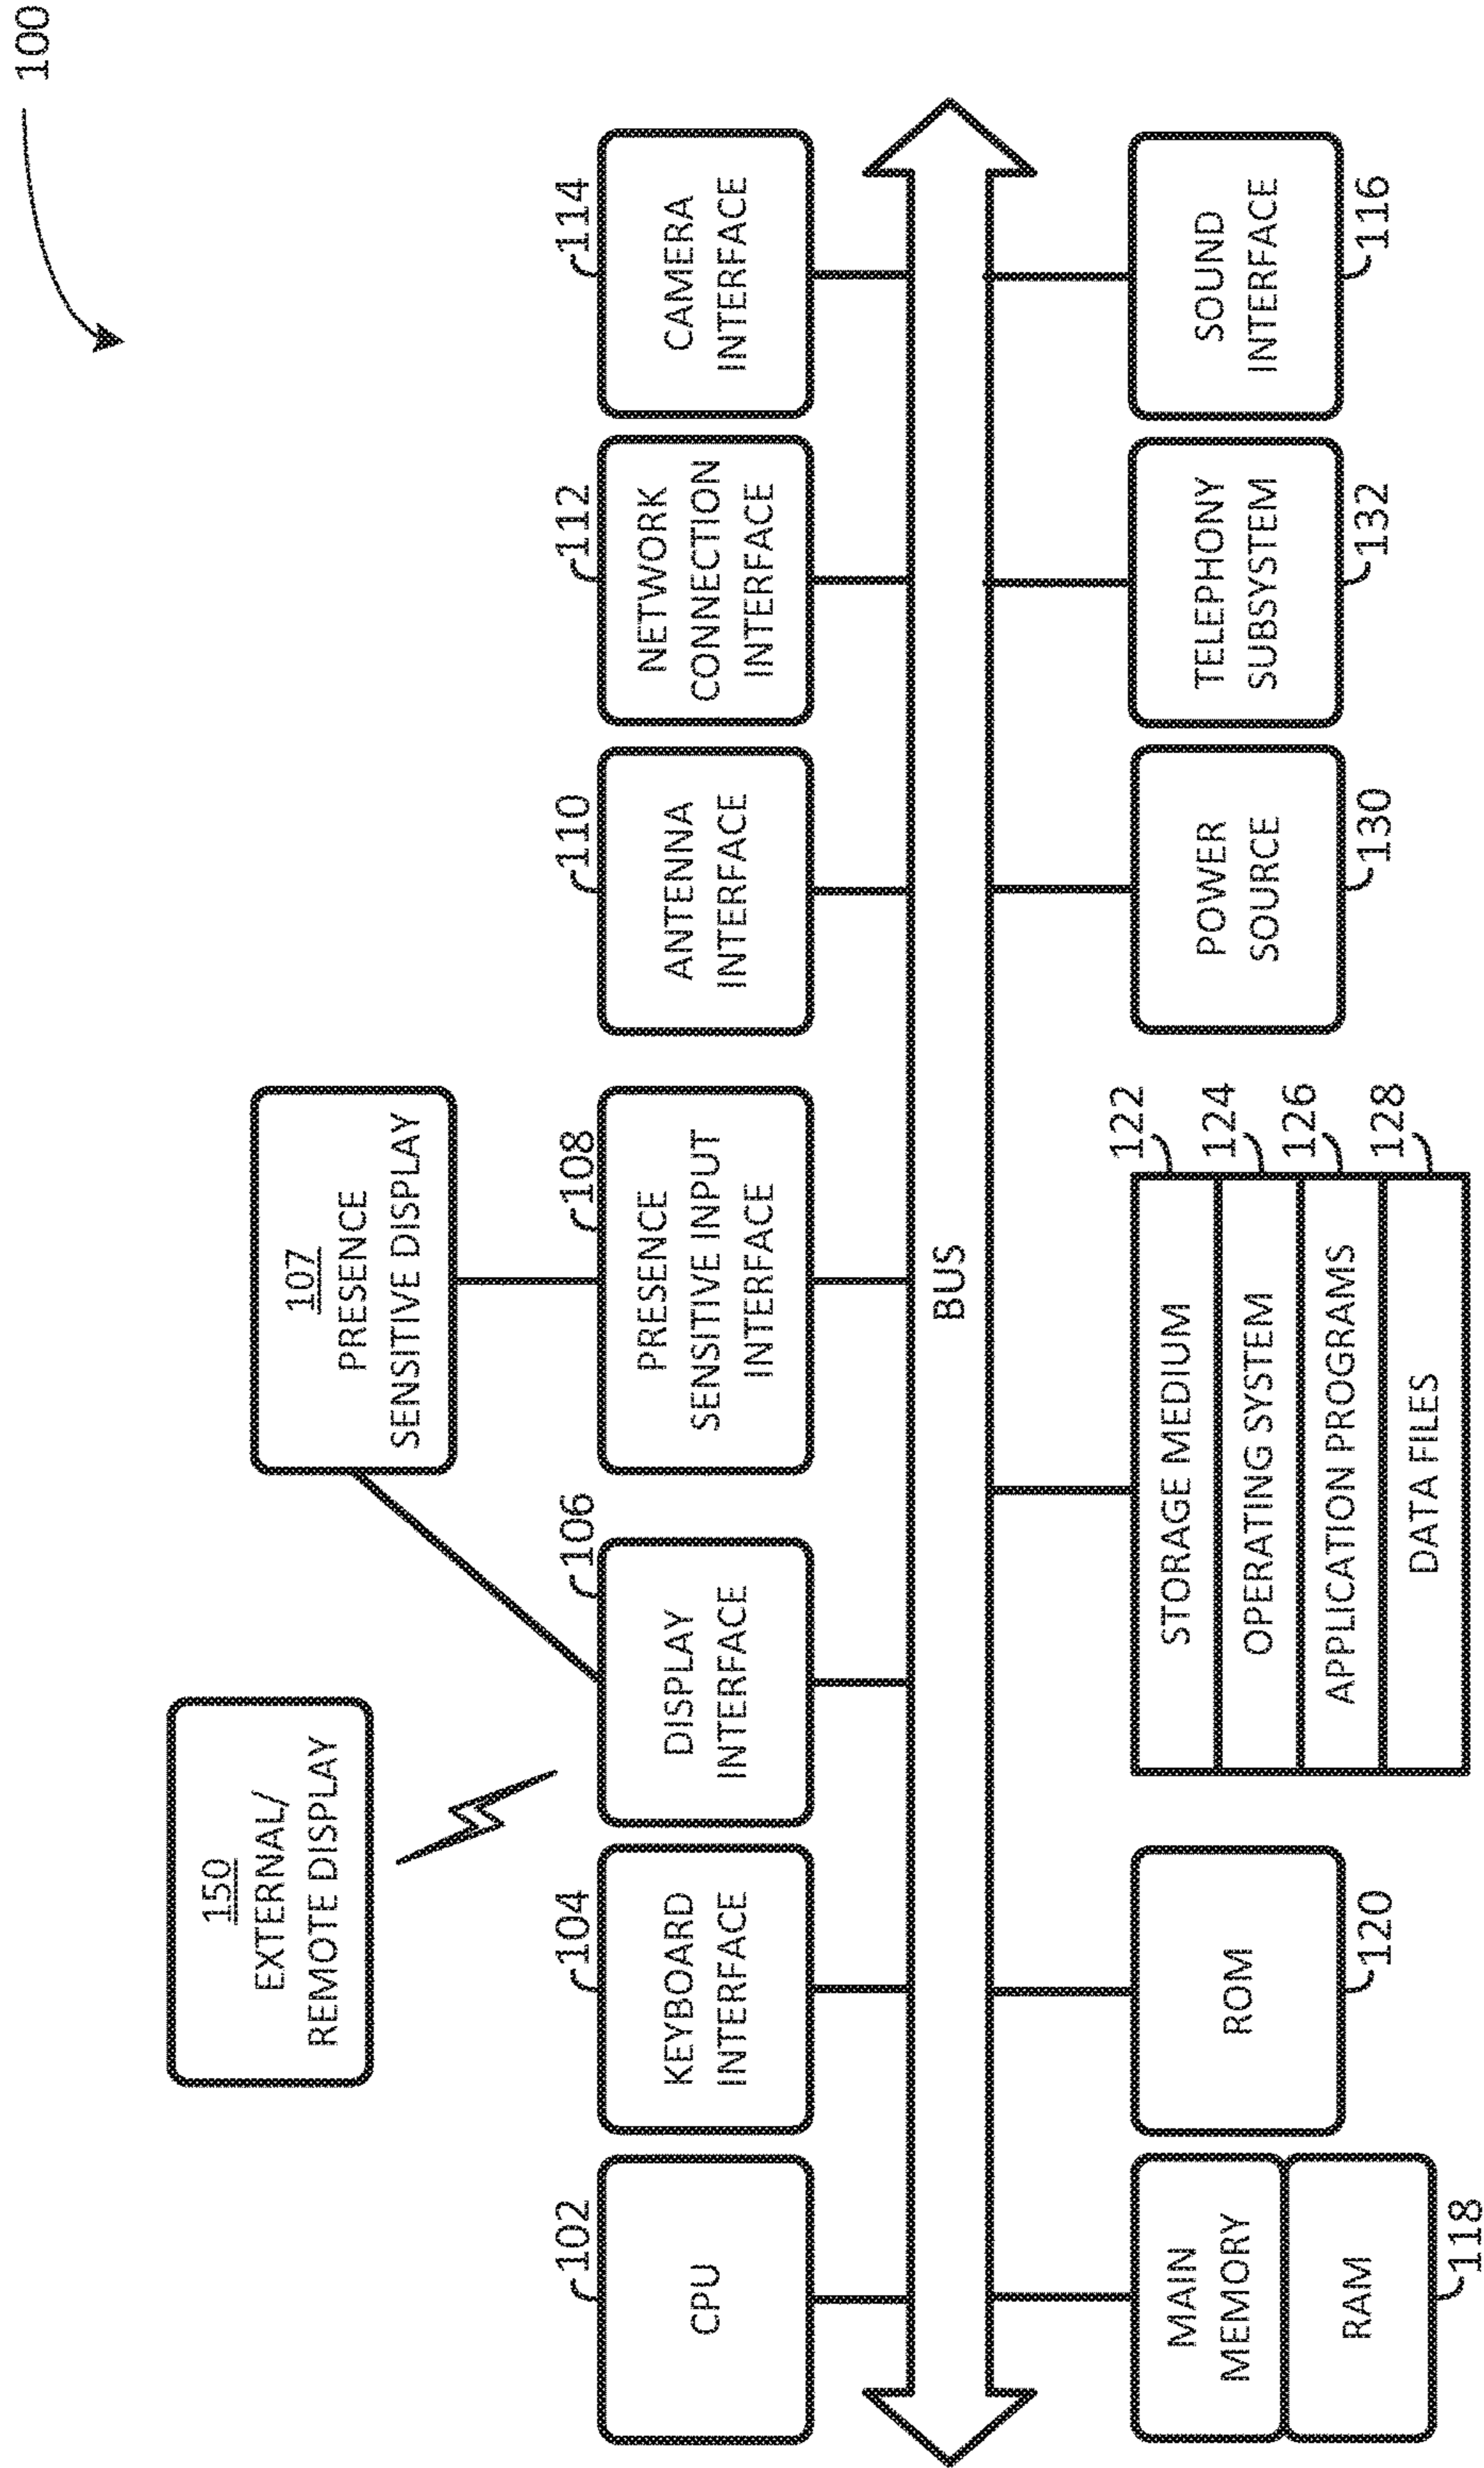 100
150
EXTERNAL/
REMOTE DISPLAY
107
PRESENCE
SENSITIVE DISPLAY
102
CPU
104
KEYBOARD
INTERFACE
106
DISPLAY
INTERFACE
108
PRESENCE
SENSITIVE INPUT
INTERFACE
110
ANTENNA
INTERFACE
112
NETWORK
CONNECTION
INTERFACE
114
CAMERA
INTERFACE
BUS
MAIN
MEMORY
RAM
118
ROM
120
STORAGE MEDIUM
122
OPERATING SYSTEM
124
APPLICATION PROGRAMS
126
DATA FILES
128
POWER
SOURCE
130
TELEPHONY
SUBSYSTEM
132
SOUND
INTERFACE
116